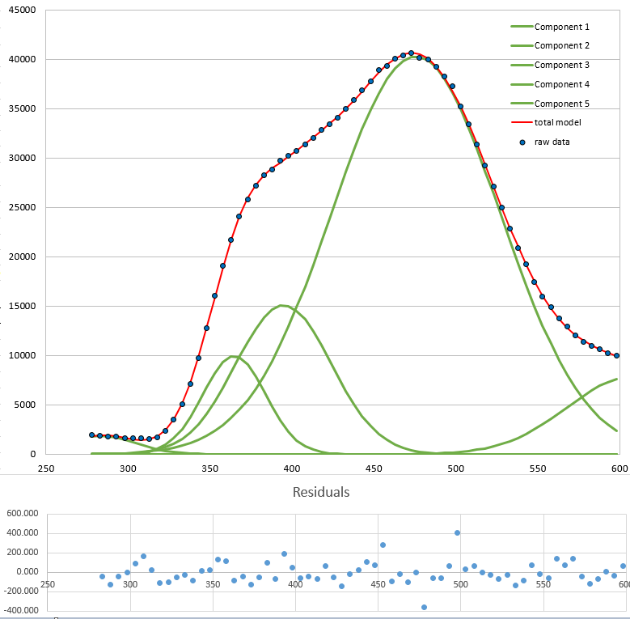 45000
40000
35000
30000
25000
20000
15000
10000
5000
0
250 300 350 400 450 500 550 600
Component 1
Component 2
Component 3
Component 4
Component 5
total model
raw data
Residuals
600.000
400.000
200.000
0.000
-200.000
-400.000
250 300 350 400 450 500 550 600